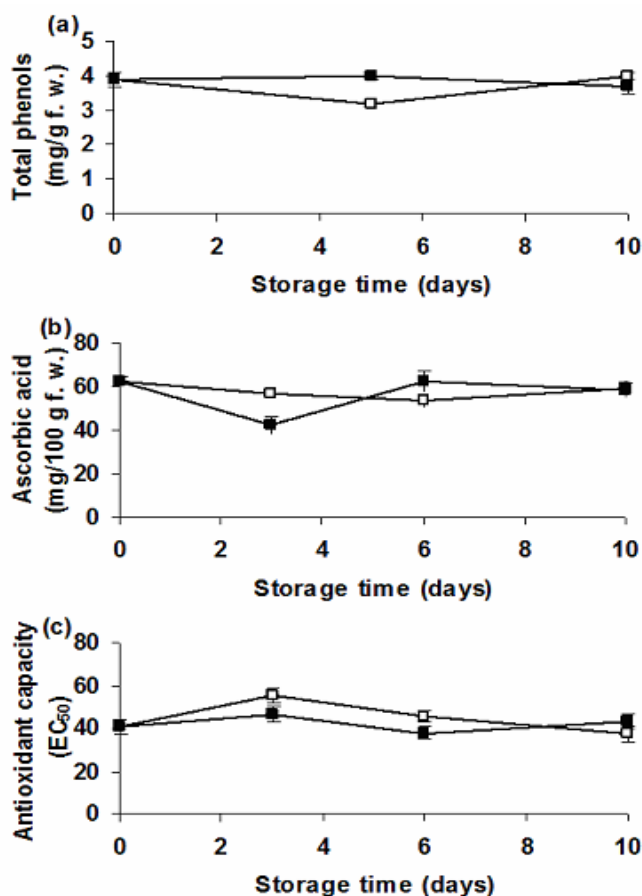 (a)
Total phenols
(mg/g f. w.)
5
4
3
2
1
0
0 2 4 6 8 10
Storage time (days)
(b)
Ascorbic acid
(mg/100 g f. w.)
80
60
40
20
0
0 2 4 6 8 10
Storage time (days)
(c)
Antioxidant capacity
(EC50)
80
60
40
20
0
0 2 4 6 8 10
Storage time (days)